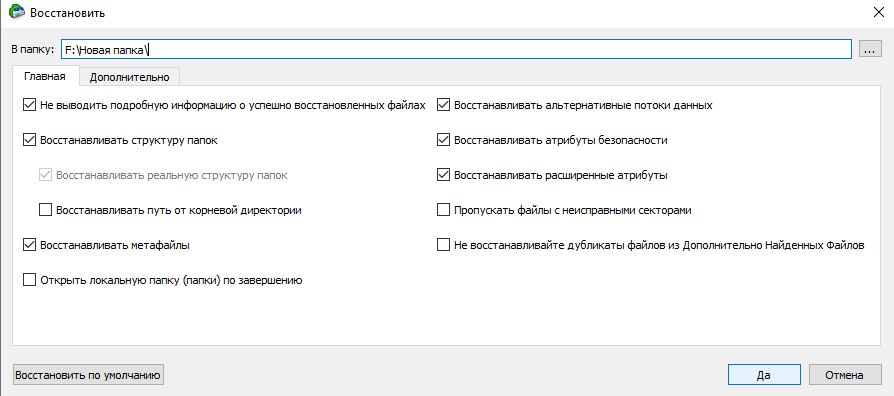 Восстановить
В папку: F:\Новая папка\ ...
Главная Дополнительно
Не выводить подробную информацию о успешно восстановленных файлах
Восстанавливать альтернативные потоки данных
Восстанавливать структуру папок
Восстанавливать атрибуты безопасности
Восстанавливать реальную структуру папок
Восстанавливать расширенные атрибуты
Восстанавливать путь от корневой директории
Пропускать файлы с неисправными секторами
Восстанавливать метафайлы
Не восстанавливайте дубликаты файлов из Дополнительно Найденных Файлов
Открыть локальную папку (папки) по завершению
Восстановить по умолчанию Да Отмена